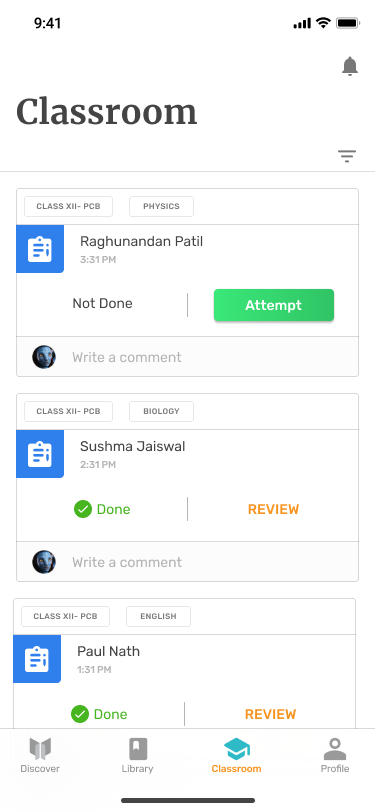 9:41
Classroom
CLASS XII- PCB PHYSICS
Raghunandan Patil
3:31 PM
Not Done Attempt
Write a comment
CLASS XII- PCB BIOLOGY
Sushma Jaiswal
2:31 PM
Done REVIEW
Write a comment
CLASS XII- PCB ENGLISH
Paul Nath
1:31 PM
Done REVIEW
Discover Library Classroom Profile